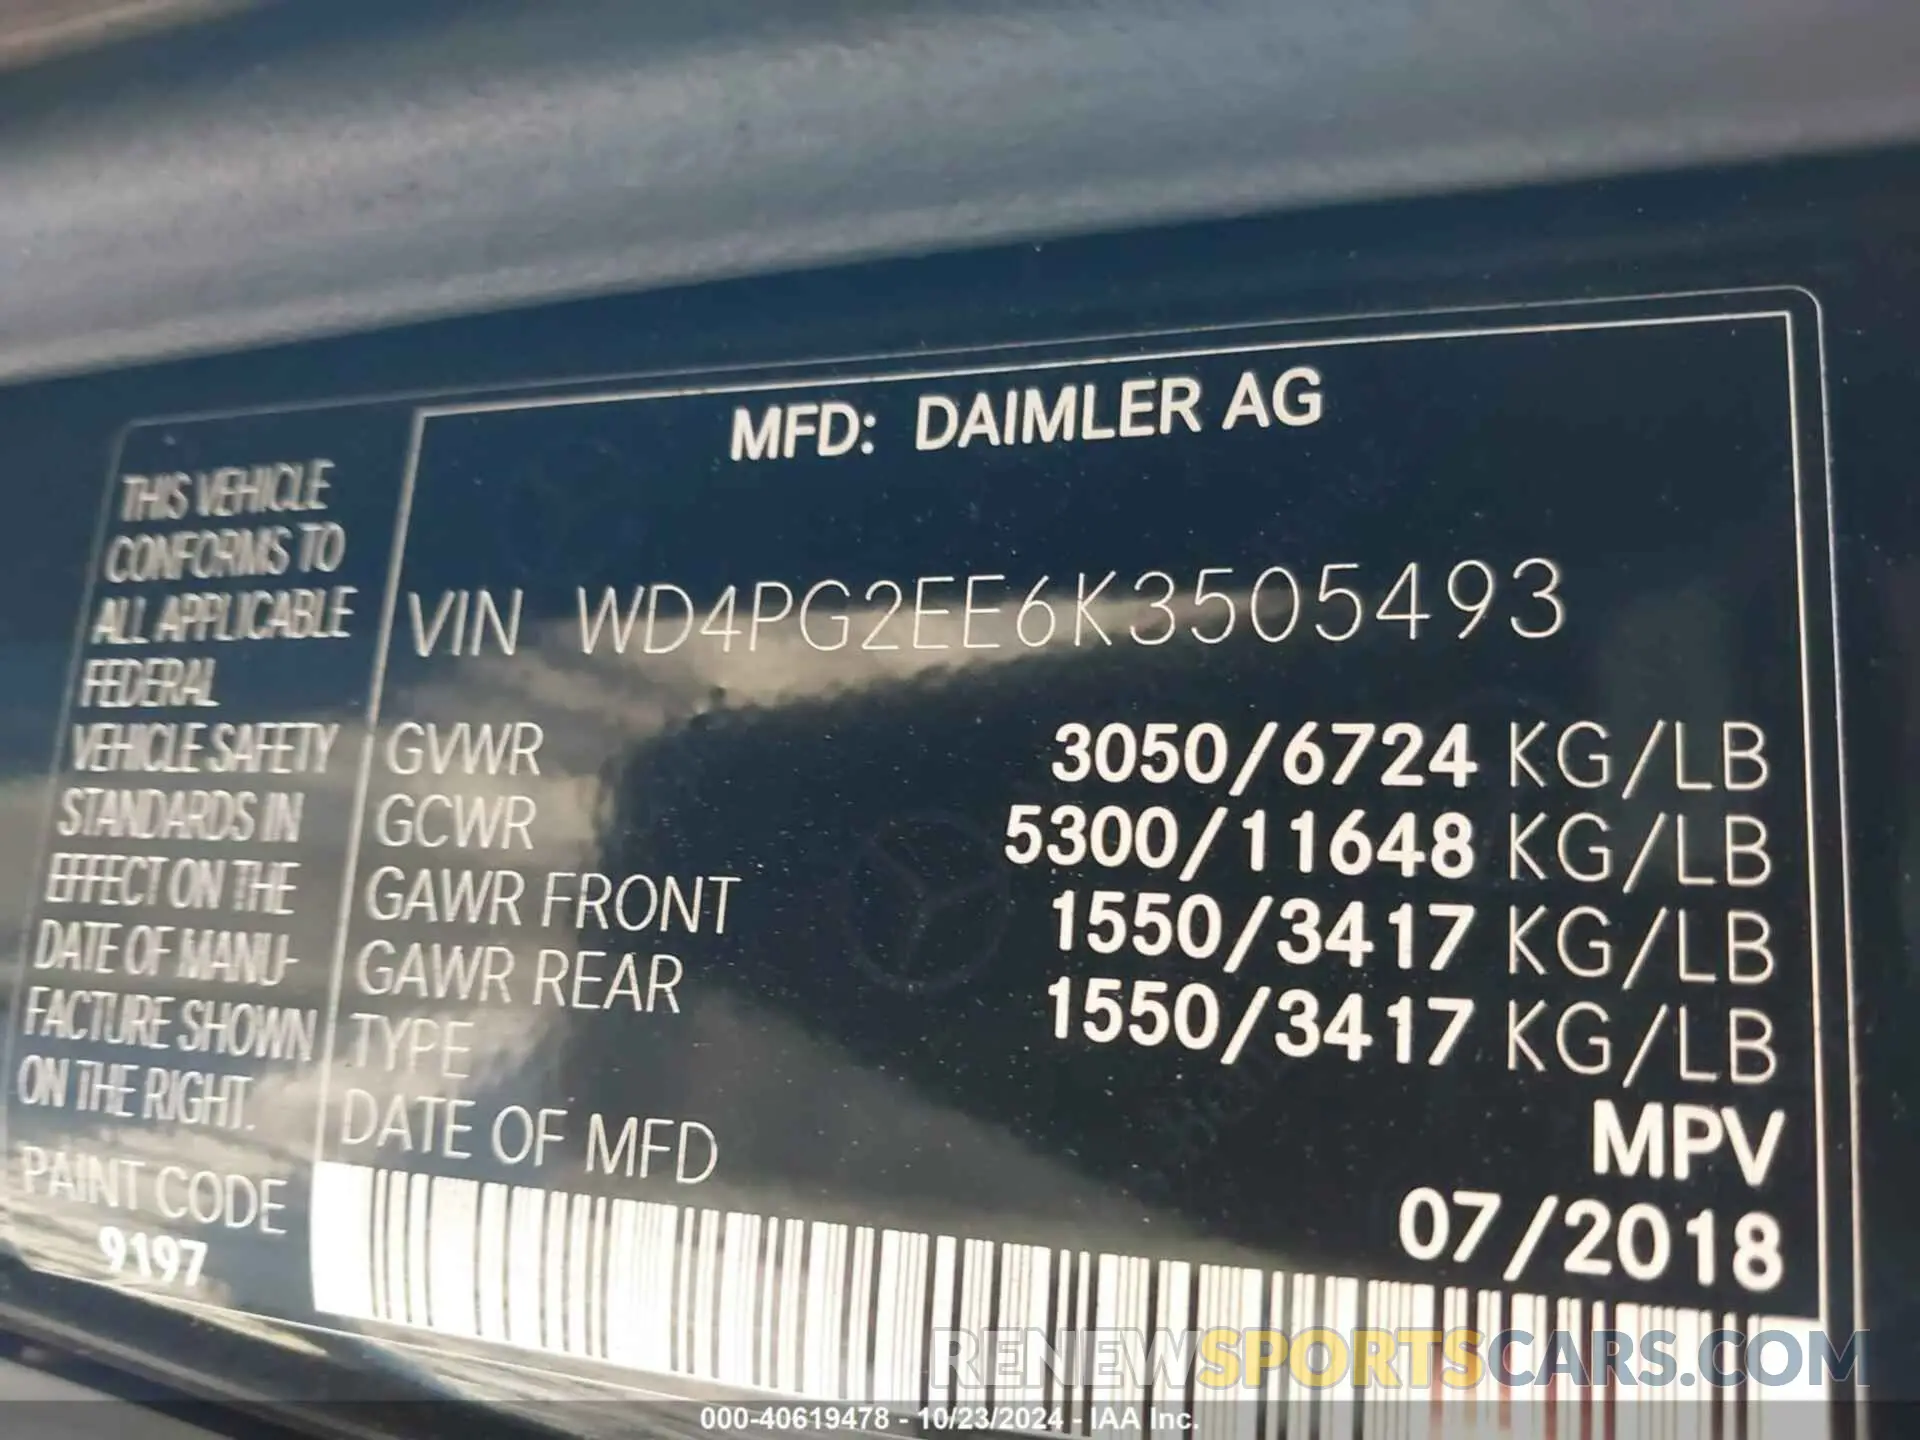 MFD: DAIMLER AG
THIS VEHICLE
CONFORMS TO
ALL APPLICABLE
FEDERAL
VEHICLE SAFETY
STANDARDS IN
EFFECT ON THE
DATE OF MANU-
FACTURE SHOWN
ON THE RIGHT.
PAINT CODE
9197
VIN WD4PG2EE6K3505493
GVWR 3050/6724 KG/LB
GCWR 5300/11648 KG/LB
GAWR FRONT 1550/3417 KG/LB
GAWR REAR 1550/3417 KG/LB
TYPE MPV
DATE OF MFD 07/2018
RENEWSPORTSCARS.COM
000-40619478 - 10/23/2024 - IAA Inc.